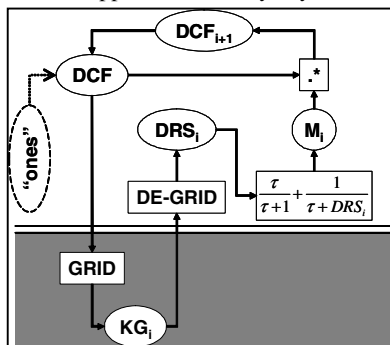 DCF_{i+1}
DCF
.*
"ones"
DRS_i
M_i
DE-GRID
τ/(τ+1) + 1/(τ+DRS_i)
GRID
KG_i